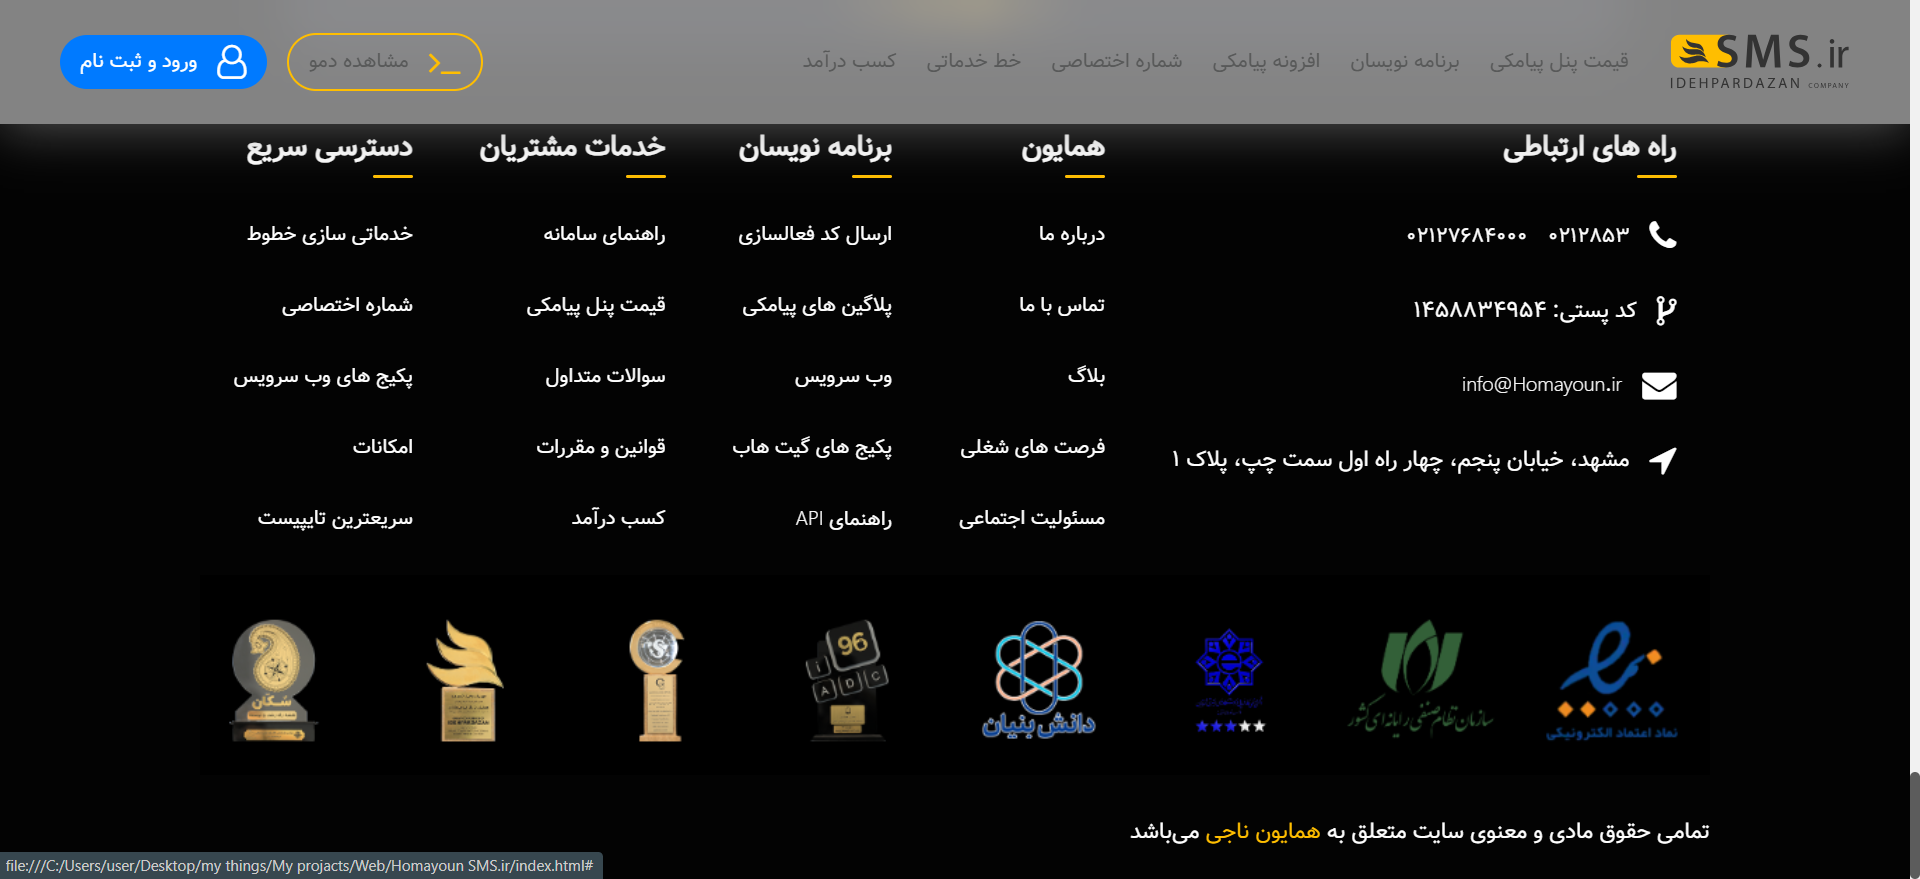 SMS.ir
IDEHPARDAZAN COMPANY
قیمت پنل پیامکی
برنامه نویسان
افزونه پیامکی
شماره اختصاصی
خط خدماتی
کسب درآمد
مشاهده دمو
ورود و ثبت نام
راه های ارتباطی
۰۲۱۲۸۵۳ ۰۲۱۲۷۶۸۴۰۰۰
کد پستی: ۱۴۵۸۸۳۴۹۵۴
info@Homayoun.ir
مشهد، خیابان پنجم، چهار راه اول سمت چپ، پلاک ۱
همایون
درباره ما
تماس با ما
بلاگ
فرصت های شغلی
مسئولیت اجتماعی
برنامه نویسان
ارسال کد فعالسازی
پلاگین های پیامکی
وب سرویس
پکیج های گیت هاب
راهنمای API
خدمات مشتریان
راهنمای سامانه
قیمت پنل پیامکی
سوالات متداول
قوانین و مقررات
کسب درآمد
دسترسی سریع
خدماتی سازی خطوط
شماره اختصاصی
پکیج های وب سرویس
امکانات
سریعترین تایپیست
نماد اعتماد الکترونیکی
سازمان نظام صنفی رایانه ای کشور
دانش بنیان
96
i
ADC
سکان
تمامی حقوق مادی و معنوی سایت متعلق به همایون ناجی می‌باشد
file:///C:/Users/user/Desktop/my things/My projacts/Web/Homayoun SMS.ir/index.html#